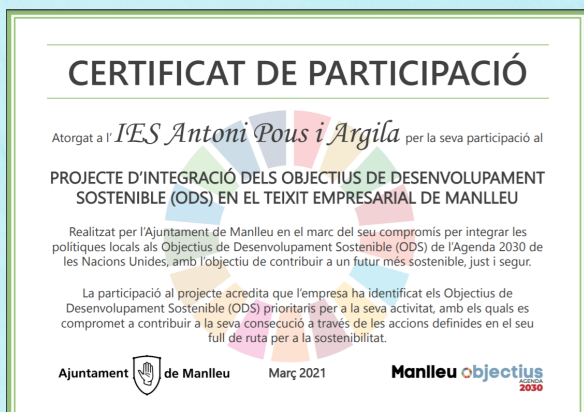 CERTIFICAT DE PARTICIPACIÓ
Atorgat a l' IES Antoni Pous i Argila per la seva participació al
PROJECTE D'INTEGRACIÓ DELS OBJECTIUS DE DESENVOLUPAMENT
SOSTENIBLE (ODS) EN EL TEIXIT EMPRESARIAL DE MANLLEU
Realitzat per l'Ajuntament de Manlleu en el marc del seu compromís per integrar les
polítiques locals als Objectius de Desenvolupament Sostenible (ODS) de l'Agenda 2030 de
les Nacions Unides, amb l'objectiu de contribuir a un futur més sostenible, just i segur.
La participació al projecte acredita que l'empresa ha identificat els Objectius de
Desenvolupament Sostenible (ODS) prioritaris per a la seva activitat, amb els quals es
compromet a contribuir a la seva consecució a través de les accions definides en el seu
full de ruta per a la sostenibilitat.
Ajuntament de Manlleu Març 2021 Manlleu objectius
AGENDA
2030